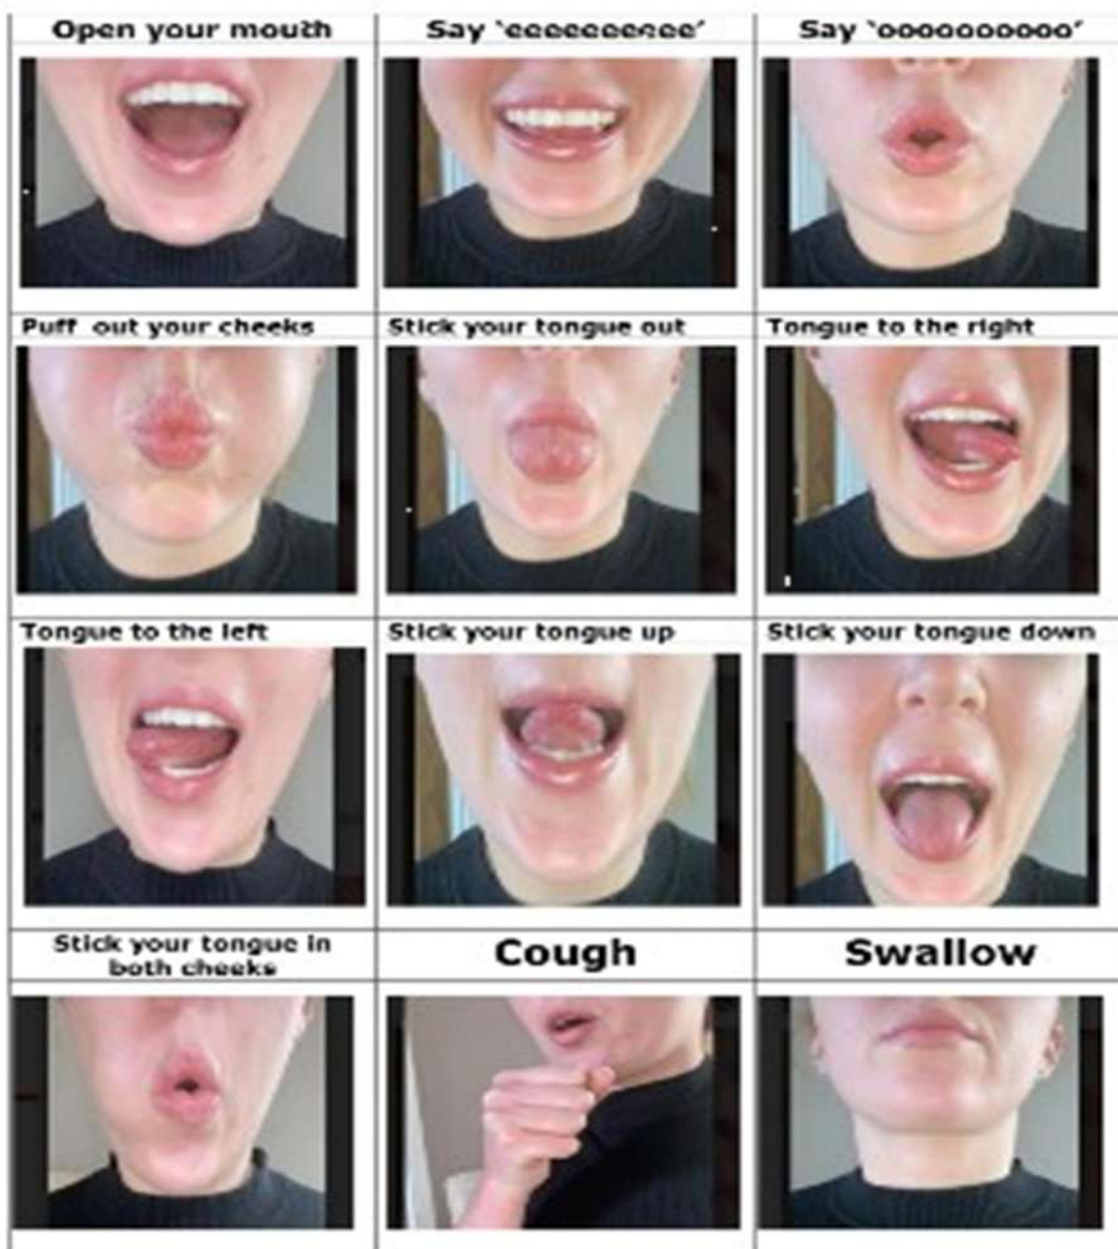 Open your mouth
Say ‘eeeeeeeeeee’
Say ‘oooooooooo’
Puff out your cheeks
Stick your tongue out
Tongue to the right
Tongue to the left
Stick your tongue up
Stick your tongue down
Stick your tongue in
both cheeks
Cough
Swallow